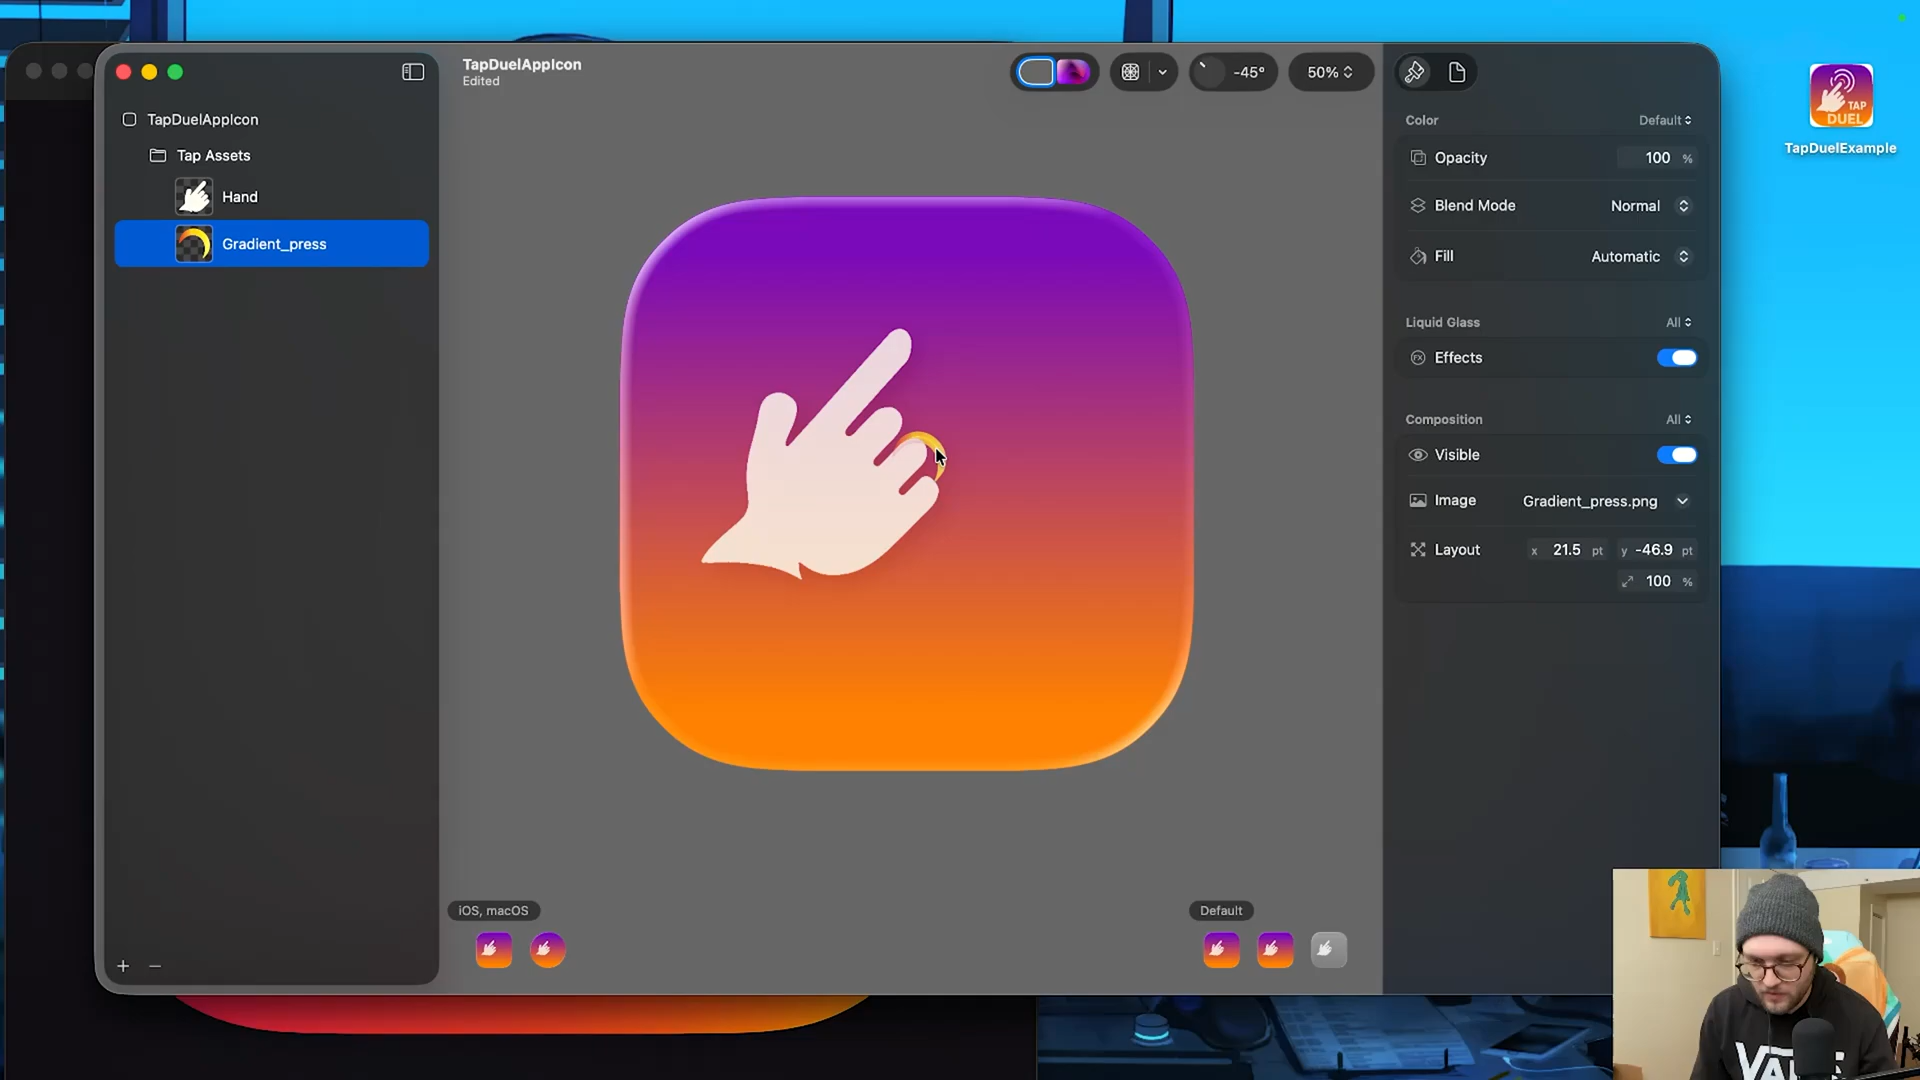 TapDuelAppIcon
Edited
-45°
50%
TapDuelAppIcon
Tap Assets
Hand
Gradient_press
Color
Default
Opacity
100 %
Blend Mode
Normal
Fill
Automatic
Liquid Glass
All
Effects
Composition
All
Visible
Image
Gradient_press.png
Layout
x 21.5 pt
y -46.9 pt
100 %
iOS, macOS
Default
TAP
DUEL
TapDuelExample